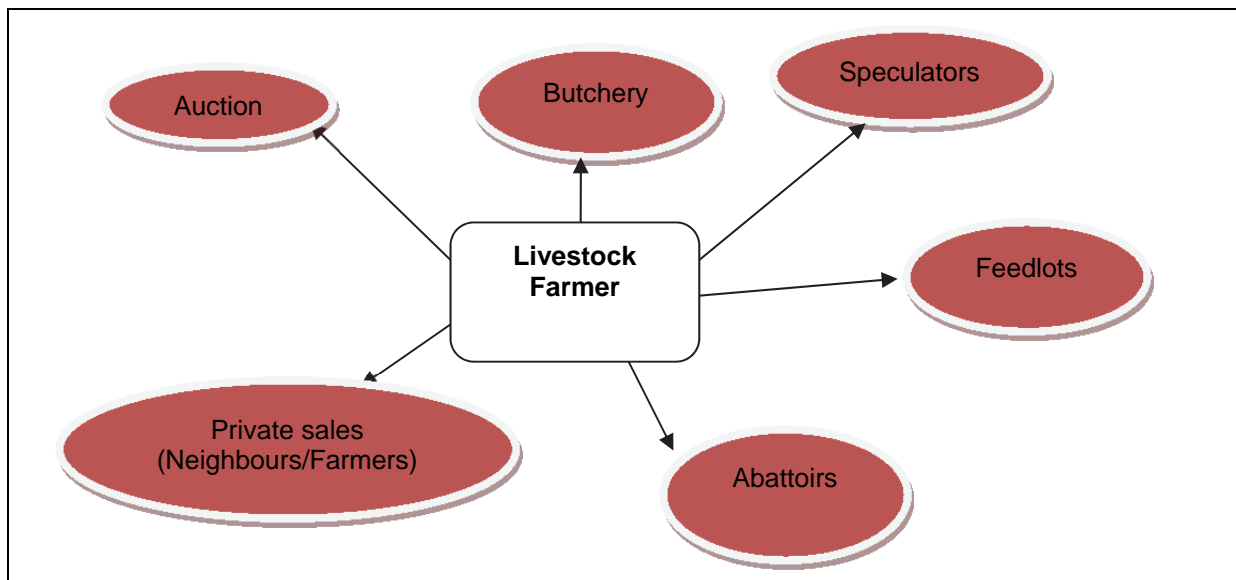 Auction
Butchery
Speculators
Livestock
Farmer
Feedlots
Private sales
(Neighbours/Farmers)
Abattoirs